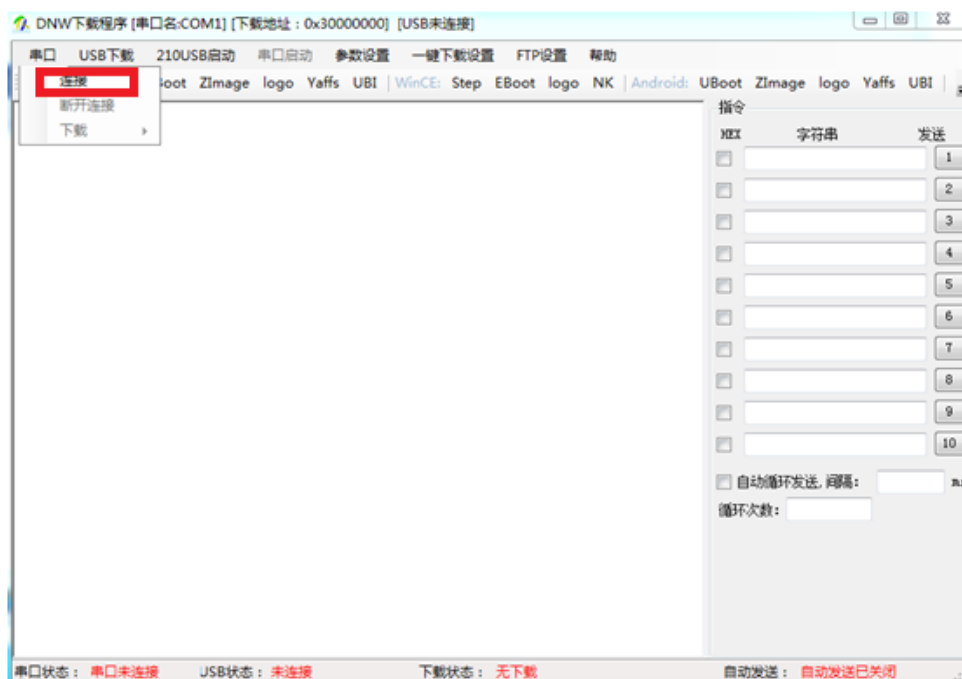 DNW下载程序 [串口名:COM1] [下载地址：0x30000000] [USB未连接]
串口 USB下载 210USB启动 串口启动 参数设置 一键下载设置 FTP设置 帮助
连接
oot ZImage logo Yaffs UBI WinCE: Step EBoot logo NK Android: UBoot ZImage logo Yaffs UBI
断开连接
下载
指令
HEX 字符串 发送
1
2
3
4
5
6
7
8
9
10
自动循环发送,间隔：
循环次数：
串口状态： 串口未连接 USB状态： 未连接 下载状态： 无下载 自动发送： 自动发送已关闭